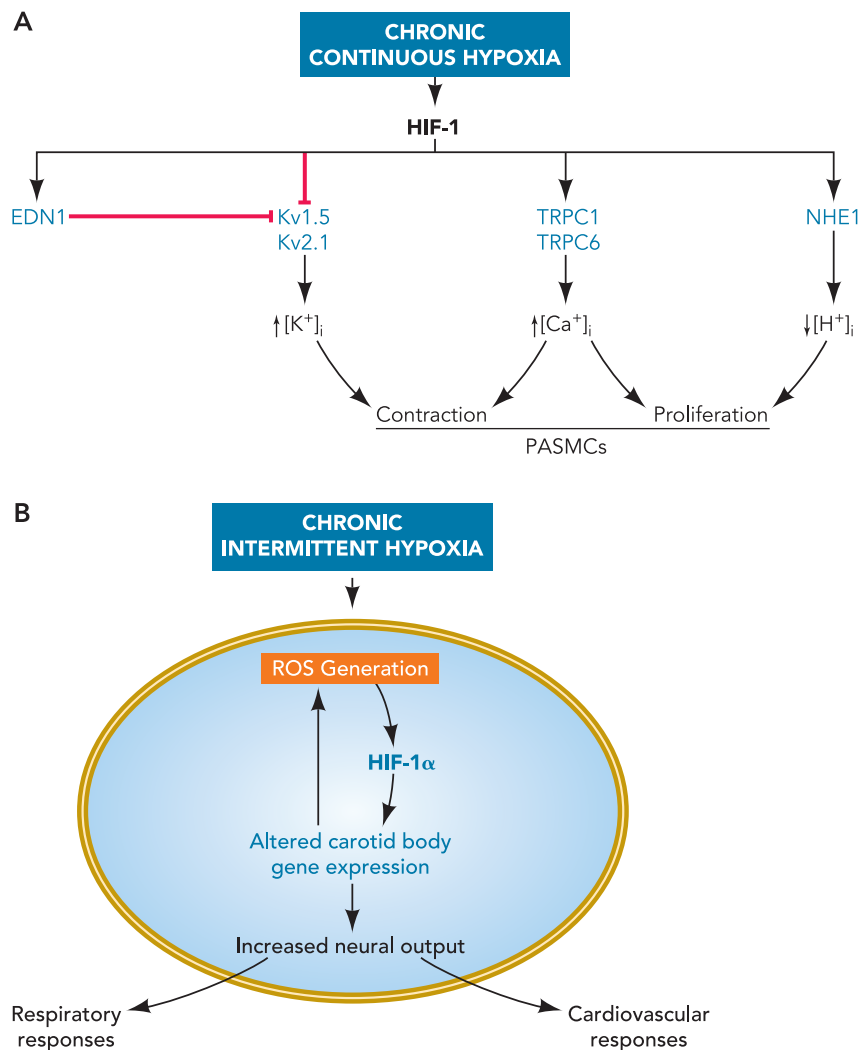 A
CHRONIC
CONTINUOUS HYPOXIA
HIF-1
EDN1
Kv1.5
Kv2.1
TRPC1
TRPC6
NHE1
↑[K⁺]ᵢ
↑[Ca⁺]ᵢ
↓[H⁺]ᵢ
Contraction
Proliferation
PASMCs
B
CHRONIC
INTERMITTENT HYPOXIA
ROS Generation
HIF-1α
Altered carotid body
gene expression
Increased neural output
Respiratory
responses
Cardiovascular
responses